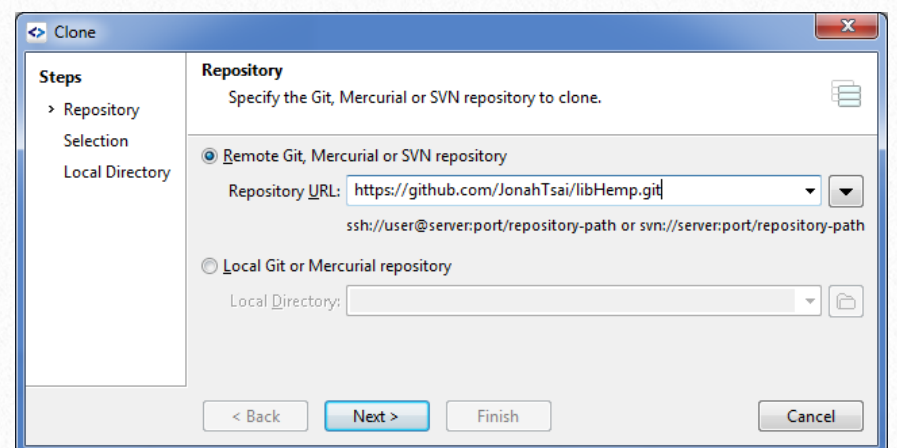 Clone
Steps
› Repository
Selection
Local Directory
Repository
Specify the Git, Mercurial or SVN repository to clone.
Remote Git, Mercurial or SVN repository
Repository URL: https://github.com/JonahTsai/libHemp.git
ssh://user@server:port/repository-path or svn://server:port/repository-path
Local Git or Mercurial repository
Local Directory:
< Back Next > Finish Cancel